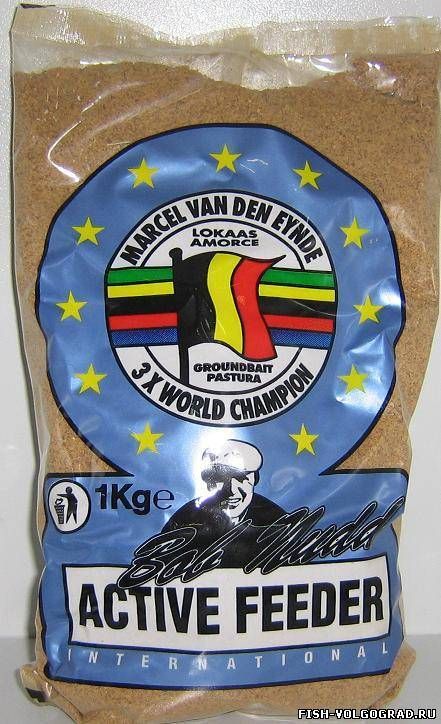 MARCEL VAN DEN EYNDE
LOKAAS
AMORCE
GROUNDBAIT
PASTURA
3 X WORLD CHAMPION
1Kg e
Bob Nudd
ACTIVE FEEDER
INTERNATIONAL
FISH-VOLGOGRAD.RU